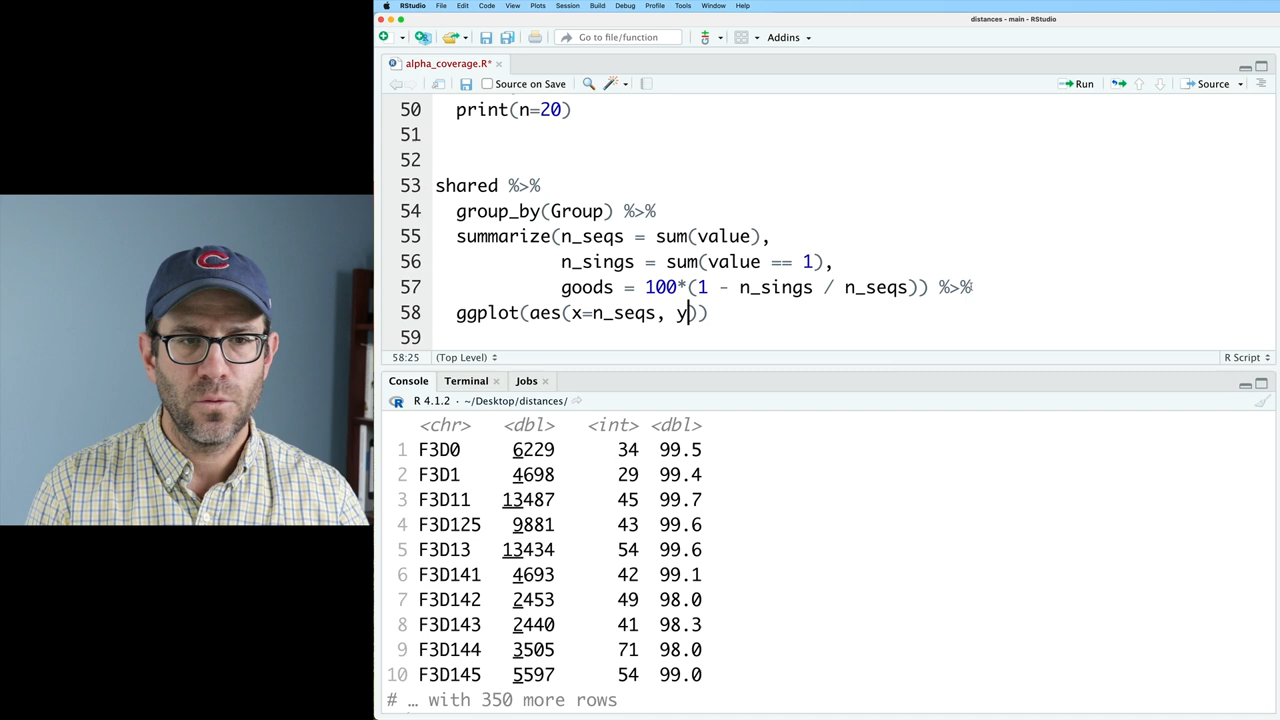 RStudio File Edit Code View Plots Session Build Debug Profile Tools Window Help
distances - main - RStudio
Go to file/function Addins
alpha_coverage.R*
Source on Save Run Source
50 print(n=20)
51
52
53 shared %>%
54 group_by(Group) %>%
55 summarize(n_seqs = sum(value),
56 n_sings = sum(value == 1),
57 goods = 100*(1 - n_sings / n_seqs)) %>%
58 ggplot(aes(x=n_seqs, y))
59
58:25 (Top Level) R Script
Console Terminal Jobs
R 4.1.2 · ~/Desktop/distances/
<chr> <dbl> <int> <dbl>
1 F3D0 6229 34 99.5
2 F3D1 4698 29 99.4
3 F3D11 13487 45 99.7
4 F3D125 9881 43 99.6
5 F3D13 13434 54 99.6
6 F3D141 4693 42 99.1
7 F3D142 2453 49 98.0
8 F3D143 2440 41 98.3
9 F3D144 3505 71 98.0
10 F3D145 5597 54 99.0
# … with 350 more rows